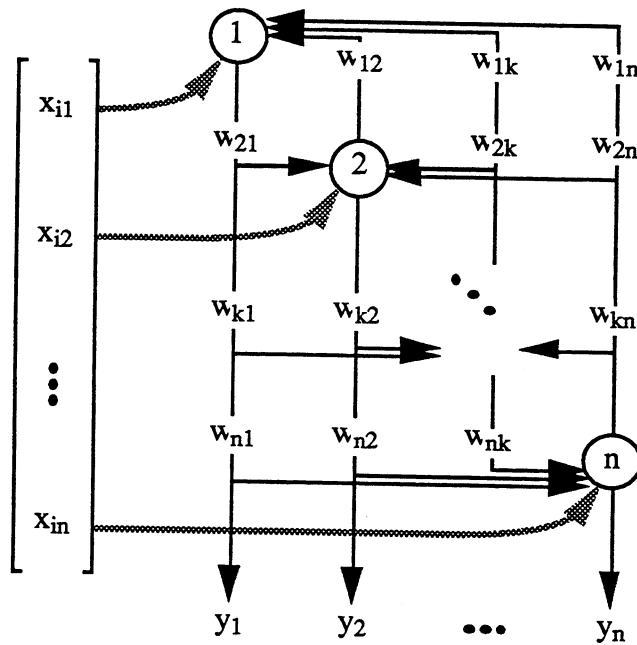 1
w12 w1k w1n
xi1
w21 w2k w2n
2
xi2
wk1 wk2 wkn
wn1 wn2 wnk
n
xin
y1 y2 ••• yn